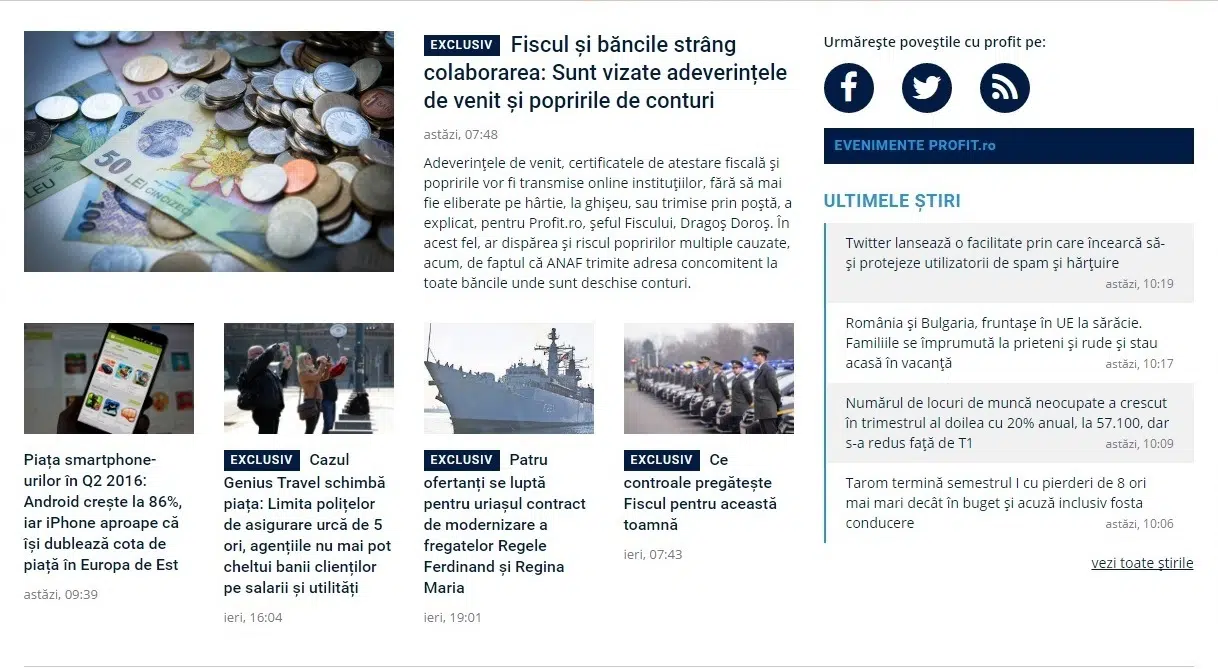 EXCLUSIV Fiscul și băncile strâng
colaborarea: Sunt vizate adeverințele
de venit și popririle de conturi
astăzi, 07:48
Adeverințele de venit, certificatele de atestare fiscală și
popririle vor fi transmise online instituțiilor, fără să mai
fie eliberate pe hârtie, la ghișeu, sau trimise prin poștă, a
explicat, pentru Profit.ro, șeful Fiscului, Dragoș Doroș. În
acest fel, ar dispărea și riscul popririlor multiple cauzate,
acum, de faptul că ANAF trimite adresa concomitent la
toate băncile unde sunt deschise conturi.
50 LEI
10
LEU
Piața smartphone-
urilor în Q2 2016:
Android crește la 86%,
iar iPhone aproape că
își dublează cota de
piață în Europa de Est
astăzi, 09:39
EXCLUSIV Cazul
Genius Travel schimbă
piața: Limita polițelor
de asigurare urcă de 5
ori, agențiile nu mai pot
cheltui banii clienților
pe salarii și utilități
ieri, 16:04
EXCLUSIV Patru
ofertanți se luptă
pentru uriașul contract
de modernizare a
fregatelor Regele
Ferdinand și Regina
Maria
ieri, 19:01
EXCLUSIV Ce
controale pregătește
Fiscul pentru această
toamnă
ieri, 07:43
Urmărește poveștile cu profit pe:
EVENIMENTE PROFIT.ro
ULTIMELE ȘTIRI
Twitter lansează o facilitate prin care încearcă să-
și protejeze utilizatorii de spam și hărțuire
astăzi, 10:19
România și Bulgaria, fruntașe în UE la sărăcie.
Familiile se împrumută la prieteni și rude și stau
acasă în vacanță astăzi, 10:17
Numărul de locuri de muncă neocupate a crescut
în trimestrul al doilea cu 20% anual, la 57.100, dar
s-a redus față de T1 astăzi, 10:09
Tarom termină semestrul I cu pierderi de 8 ori
mai mari decât în buget și acuză inclusiv fosta
conducere astăzi, 10:06
vezi toate știrile